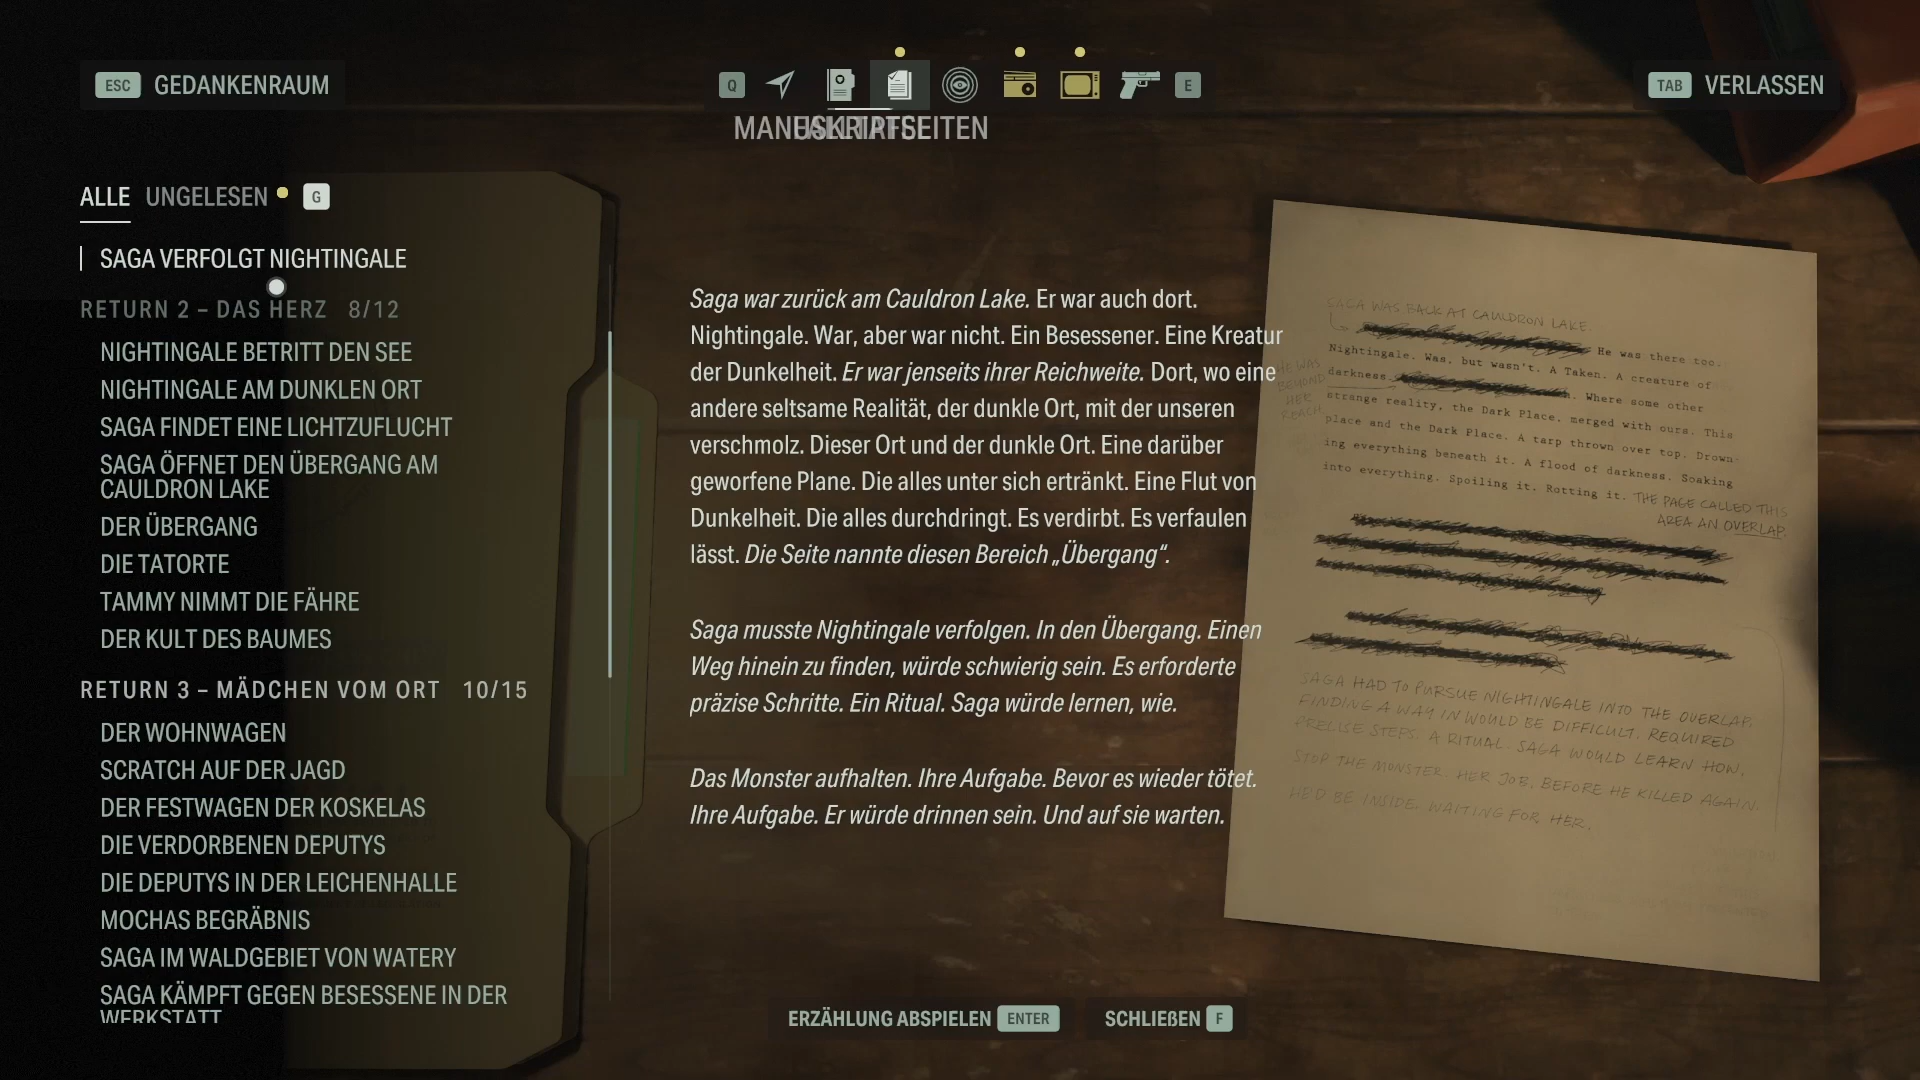 ESC GEDANKENRAUM
Q
E
TAB VERLASSEN
MANUSKRIPTSEITEN
ALLE UNGELESEN G
SAGA VERFOLGT NIGHTINGALE
RETURN 2 – DAS HERZ 8/12
NIGHTINGALE BETRITT DEN SEE
NIGHTINGALE AM DUNKLEN ORT
SAGA FINDET EINE LICHTZUFLUCHT
SAGA ÖFFNET DEN ÜBERGANG AM
CAULDRON LAKE
DER ÜBERGANG
DIE TATORTE
TAMMY NIMMT DIE FÄHRE
DER KULT DES BAUMES
RETURN 3 – MÄDCHEN VOM ORT 10/15
DER WOHNWAGEN
SCRATCH AUF DER JAGD
DER FESTWAGEN DER KOSKELAS
DIE VERDORBENEN DEPUTYS
DIE DEPUTYS IN DER LEICHENHALLE
MOCHAS BEGRÄBNIS
SAGA IM WALDGEBIET VON WATERY
SAGA KÄMPFT GEGEN BESESSENE IN DER
WERKSTATT
Saga war zurück am Cauldron Lake. Er war auch dort.
Nightingale. War, aber war nicht. Ein Besessener. Eine Kreatur
der Dunkelheit. Er war jenseits ihrer Reichweite. Dort, wo eine
andere seltsame Realität, der dunkle Ort, mit der unseren
verschmolz. Dieser Ort und der dunkle Ort. Eine darüber
geworfene Plane. Die alles unter sich ertränkt. Eine Flut von
Dunkelheit. Die alles durchdringt. Es verdirbt. Es verfaulen
lässt. Die Seite nannte diesen Bereich „Übergang“.
Saga musste Nightingale verfolgen. In den Übergang. Einen
Weg hinein zu finden, würde schwierig sein. Es erforderte
präzise Schritte. Ein Ritual. Saga würde lernen, wie.
Das Monster aufhalten. Ihre Aufgabe. Bevor es wieder tötet.
Ihre Aufgabe. Er würde drinnen sein. Und auf sie warten.
SAGA WAS BACK AT CAULDRON LAKE.
He was there too.
Nightingale. Was, but wasn't. A Taken. A creature of
darkness. Where some other
HE WAS
BEYOND
HER
REACH
strange reality, the Dark Place, merged with ours. This
place and the Dark Place. A tarp thrown over top. Drown-
ing everything beneath it. A flood of darkness. Soaking
into everything. Spoiling it. Rotting it. THE PAGE CALLED THIS
AREA AN OVERLAP.
SAGA HAD TO PURSUE NIGHTINGALE INTO THE OVERLAP.
FINDING A WAY IN WOULD BE DIFFICULT. REQUIRED
PRECISE STEPS. A RITUAL. SAGA WOULD LEARN HOW.
STOP THE MONSTER. HER JOB. BEFORE HE KILLED AGAIN.
HE'D BE INSIDE. WAITING FOR HER.
ERZÄHLUNG ABSPIELEN ENTER
SCHLIEẞEN F